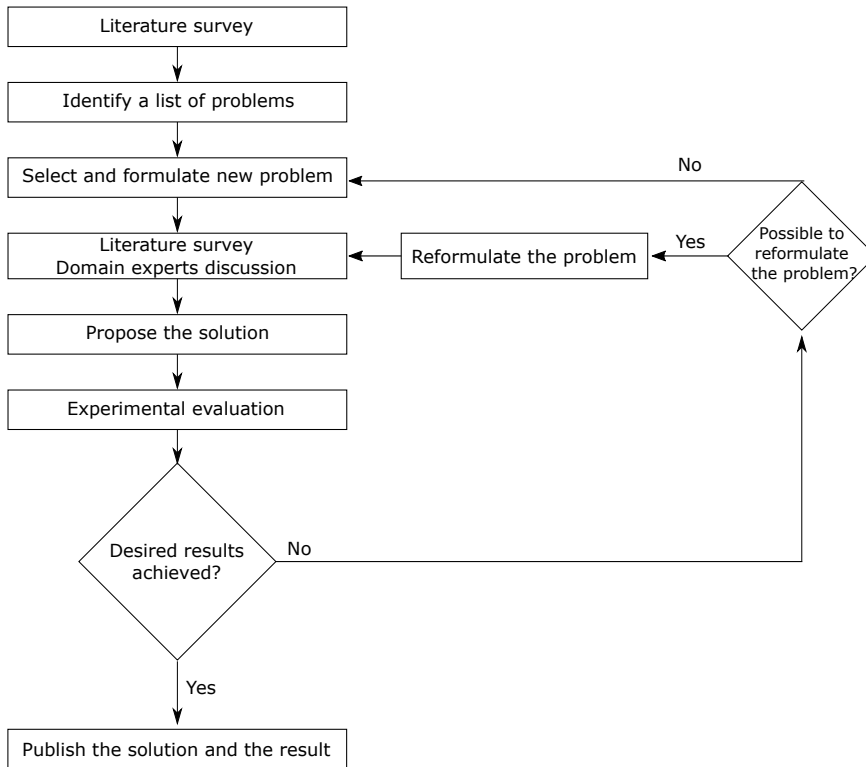 Literature survey
Identify a list of problems
Select and formulate new problem
No
Possible to
reformulate
the problem?
Yes
Reformulate the problem
Literature survey
Domain experts discussion
Propose the solution
Experimental evaluation
Desired results
achieved?
No
Yes
Publish the solution and the result